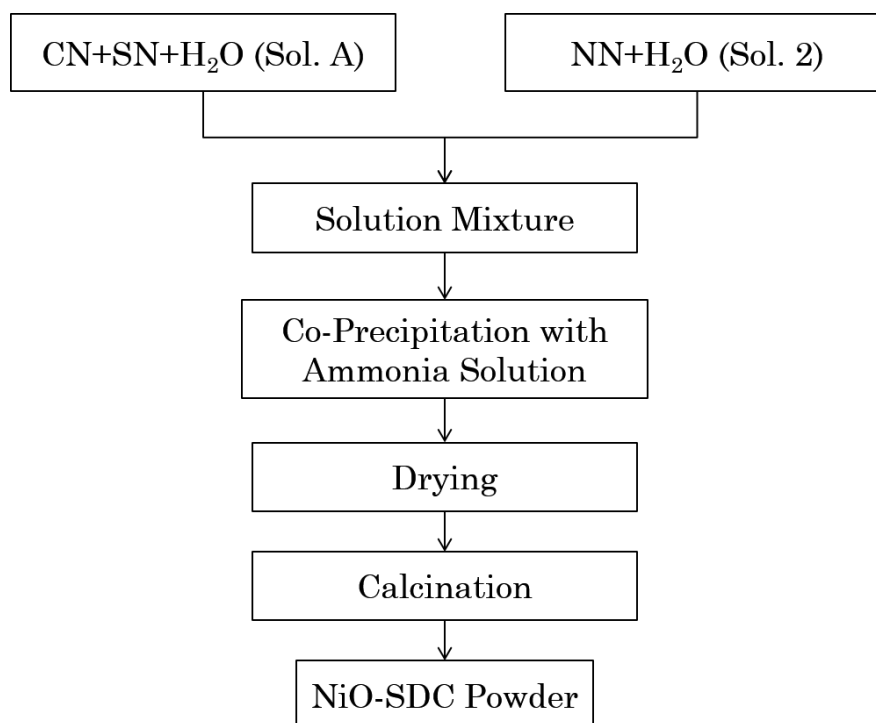 CN+SN+H₂O (Sol. A)
NN+H₂O (Sol. 2)
Solution Mixture
Co-Precipitation with
Ammonia Solution
Drying
Calcination
NiO-SDC Powder